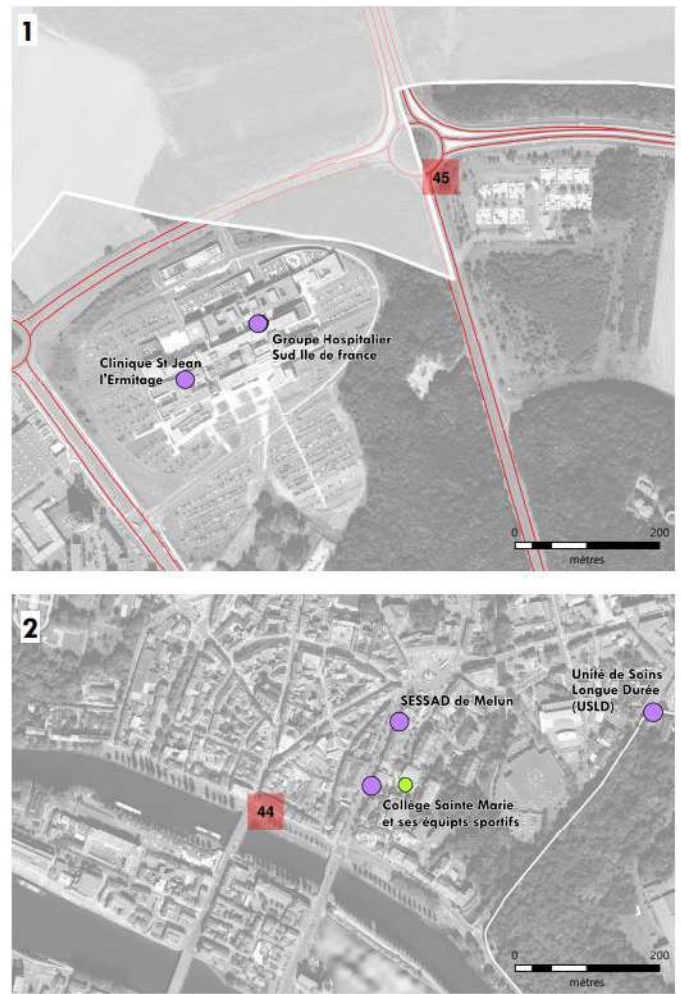 1
45
Groupe Hospitalier
Sud Ile de france
Clinique St Jean
l'Ermitage
0 200
mètres
2
Unité de Soins
Longue Durée
(USLD)
SESSAD de Melun
44
Collège Sainte Marie
et ses équipts sportifs
0 200
mètres